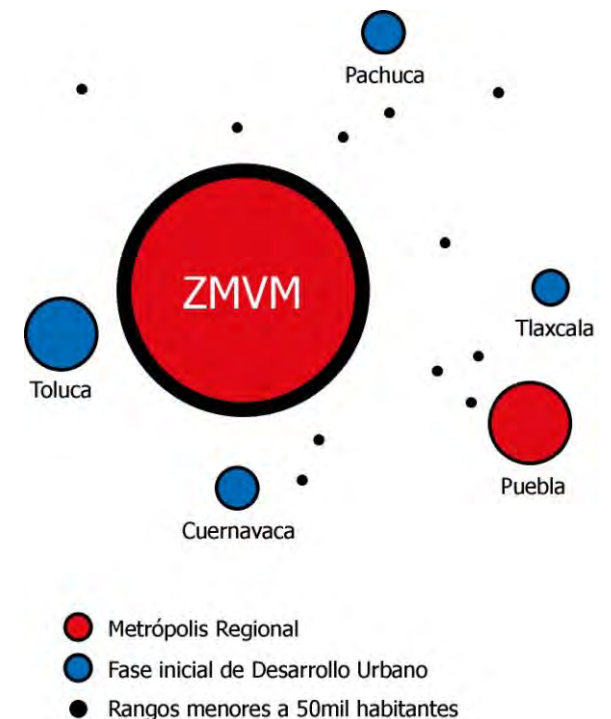 Pachuca
ZMVM
Tlaxcala
Toluca
Puebla
Cuernavaca
Metrópolis Regional
Fase inicial de Desarrollo Urbano
Rangos menores a 50mil habitantes